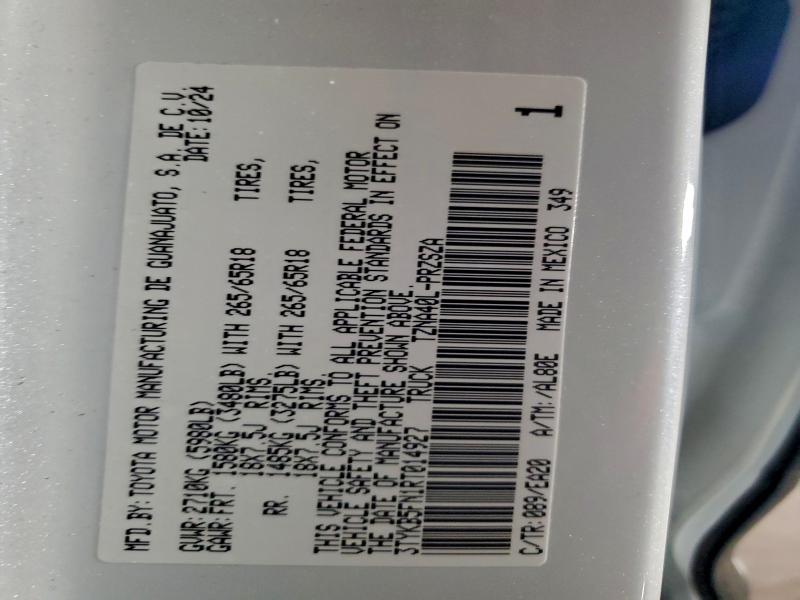 MFD.BY:TOYOTA MOTOR MANUFACTURING DE GUANAJUATO, S.A. DE C.V.
DATE:10/24
GVWR:2710KG (5980LB)
GAWR:FRT. 1580KG (3480LB) WITH 265/65R18 TIRES,
18X7.5J RIMS.
RR. 1485KG (3275LB) WITH 265/65R18 TIRES,
18X7.5J RIMS.
THIS VEHICLE CONFORMS TO ALL APPLICABLE FEDERAL MOTOR
VEHICLE SAFETY AND THEFT PREVENTION STANDARDS IN EFFECT ON
THE DATE OF MANUFACTURE SHOWN ABOVE.
3TYKB5FN1RT014927 TRUCK TZNA40L-PRZSZA
1
C/TR:089/EA20 A/TM:/AL80E MADE IN MEXICO 349